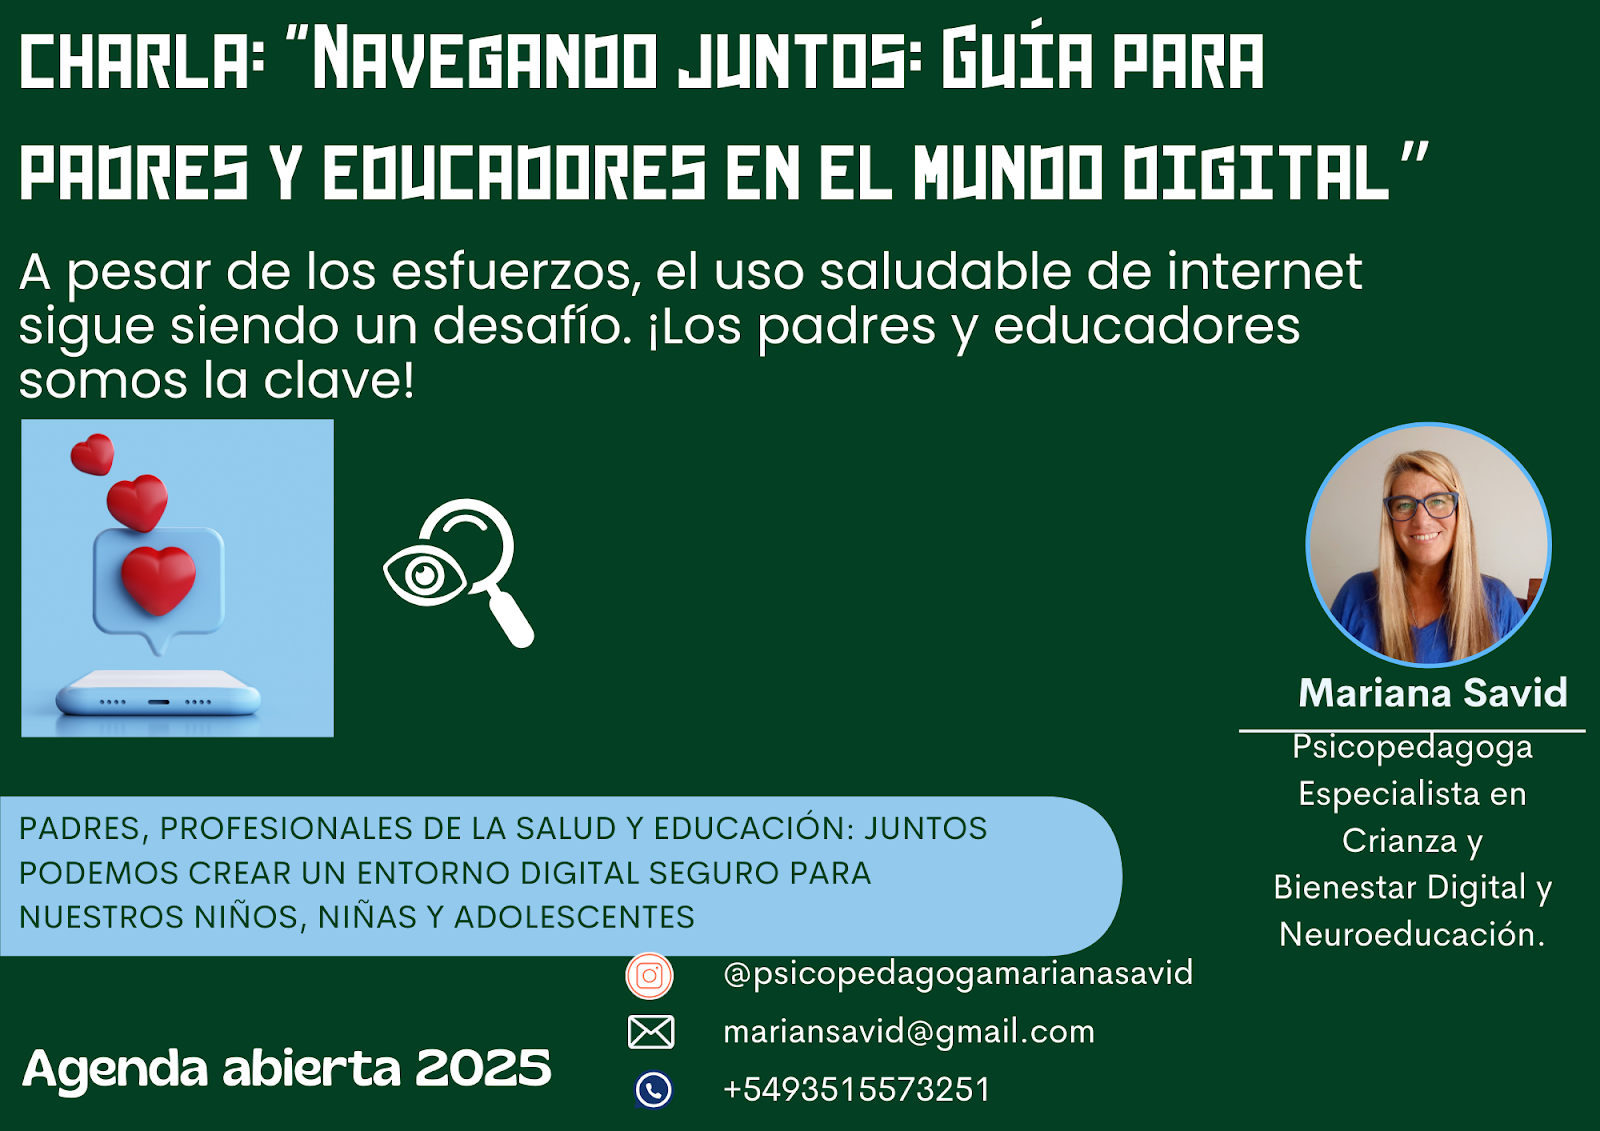 CHARLA: "NAVEGANDO JUNTOS: GUÍA PARA
PADRES Y EDUCADORES EN EL MUNDO DIGITAL"
A pesar de los esfuerzos, el uso saludable de internet
sigue siendo un desafío. ¡Los padres y educadores
somos la clave!
Mariana Savid
Psicopedagoga
Especialista en
Crianza y
Bienestar Digital y
Neuroeducación.
PADRES, PROFESIONALES DE LA SALUD Y EDUCACIÓN: JUNTOS
PODEMOS CREAR UN ENTORNO DIGITAL SEGURO PARA
NUESTROS NIÑOS, NIÑAS Y ADOLESCENTES
@psicopedagogamarianasavid
mariansavid@gmail.com
+5493515573251
Agenda abierta 2025